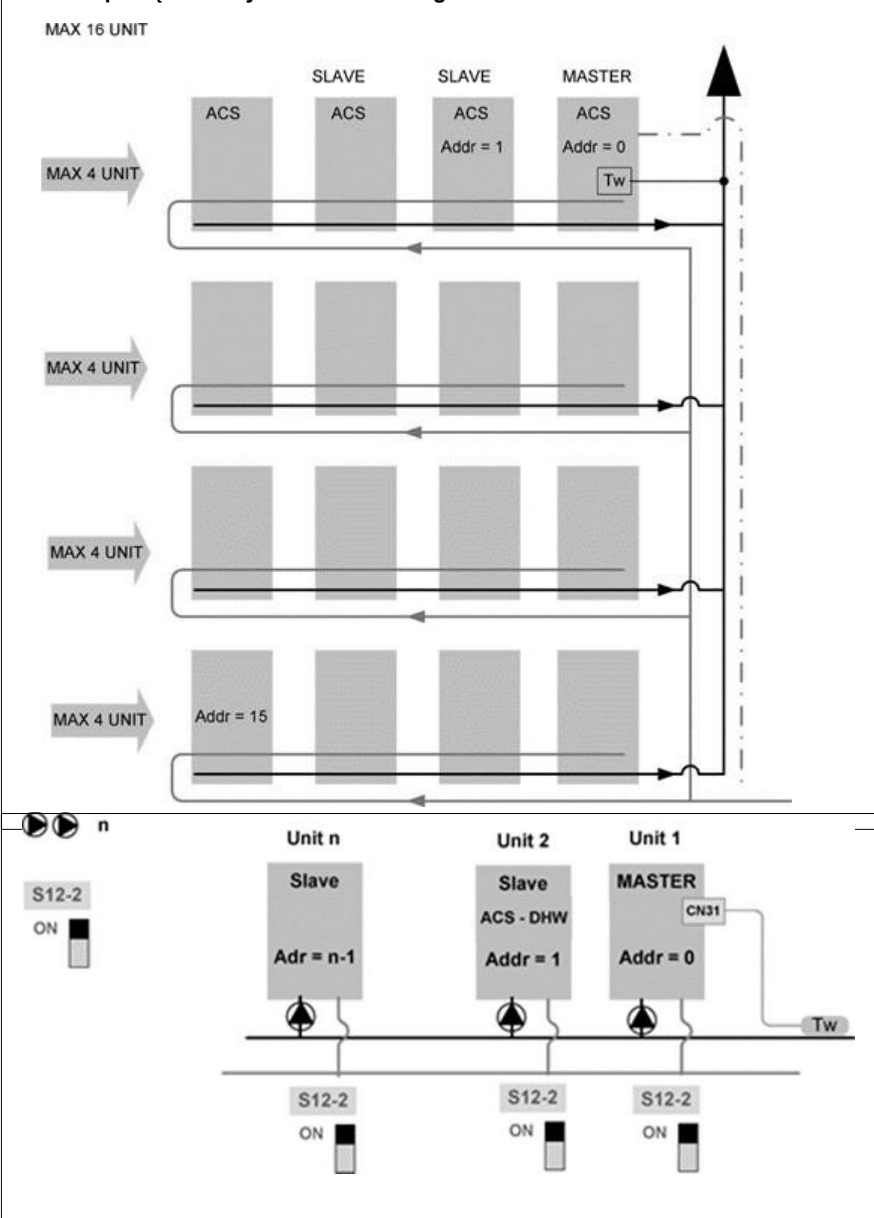 MAX 16 UNIT
SLAVE SLAVE MASTER
ACS ACS ACS ACS
Addr = 1 Addr = 0
MAX 4 UNIT
Tw
MAX 4 UNIT
MAX 4 UNIT
Addr = 15
MAX 4 UNIT
n
Unit n Unit 2 Unit 1
Slave Slave MASTER
S12-2
CN31
ACS - DHW
ON
Adr = n-1 Addr = 1 Addr = 0
Tw
S12-2 S12-2 S12-2
ON ON ON